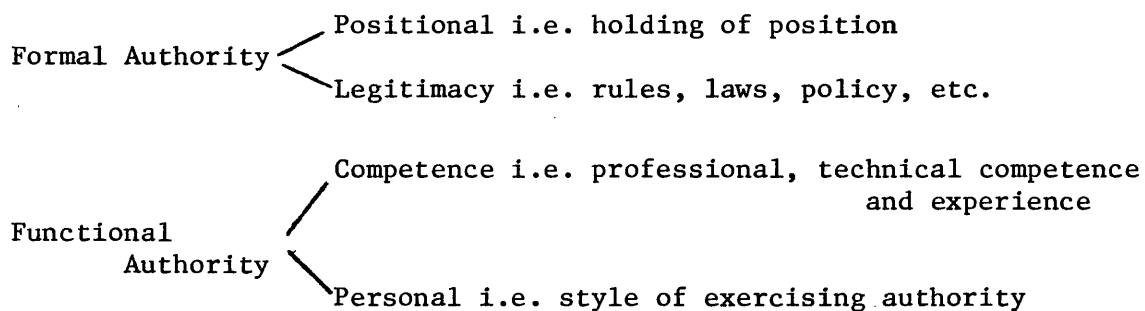 Positional i.e. holding of position
Formal Authority
Legitimacy i.e. rules, laws, policy, etc.
Competence i.e. professional, technical competence
and experience
Functional
Authority
Personal i.e. style of exercising authority